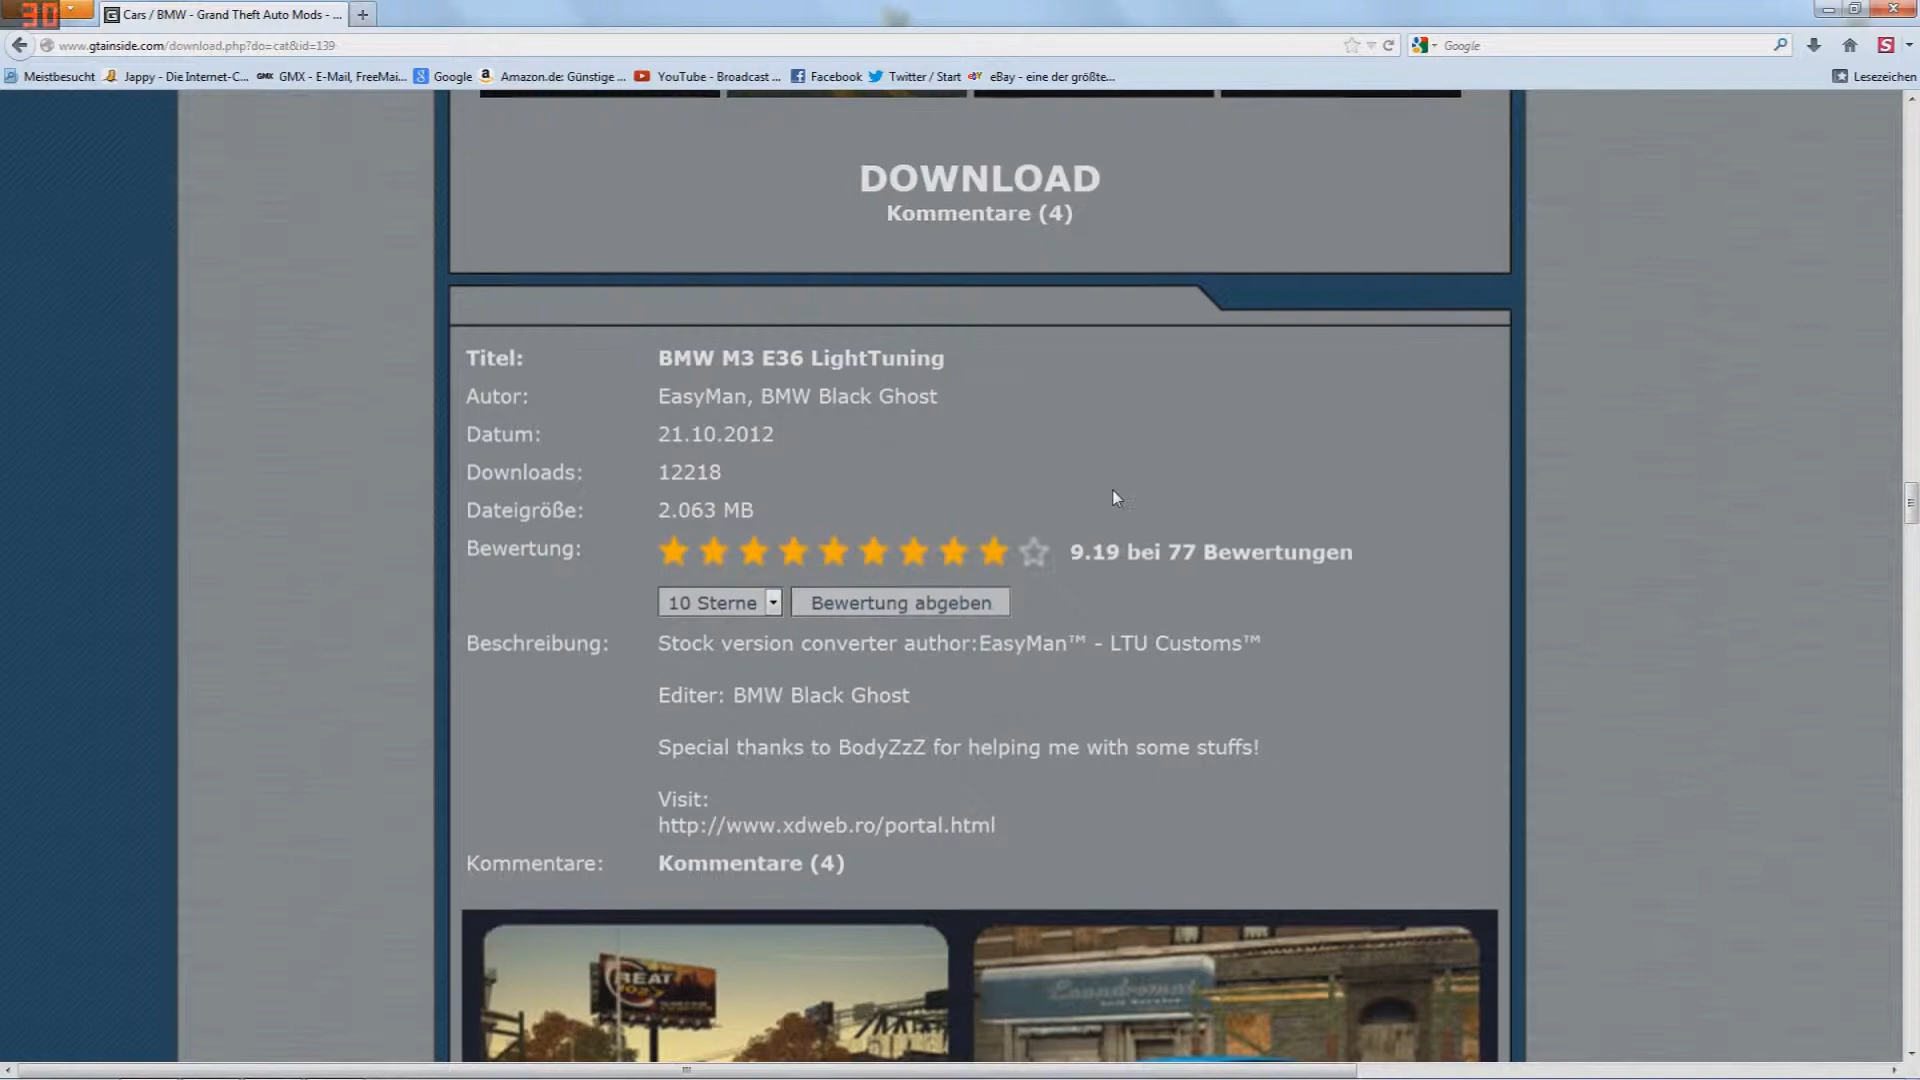 30
Cars / BMW - Grand Theft Auto Mods - ...
www.gtainside.com/download.php?do=cat&id=139
Google
Meistbesucht
Jappy - Die Internet-C...
GMX GMX - E-Mail, FreeMai...
Google
Amazon.de: Günstige ...
YouTube - Broadcast ...
Facebook
Twitter / Start
eBay - eine der größte...
Lesezeichen
DOWNLOAD
Kommentare (4)
Titel: BMW M3 E36 LightTuning
Autor: EasyMan, BMW Black Ghost
Datum: 21.10.2012
Downloads: 12218
Dateigröße: 2.063 MB
Bewertung: 9.19 bei 77 Bewertungen
10 Sterne Bewertung abgeben
Beschreibung: Stock version converter author:EasyMan™ - LTU Customs™
Editer: BMW Black Ghost
Special thanks to BodyZzZ for helping me with some stuffs!
Visit:
http://www.xdweb.ro/portal.html
Kommentare: Kommentare (4)
BEAT
102.7